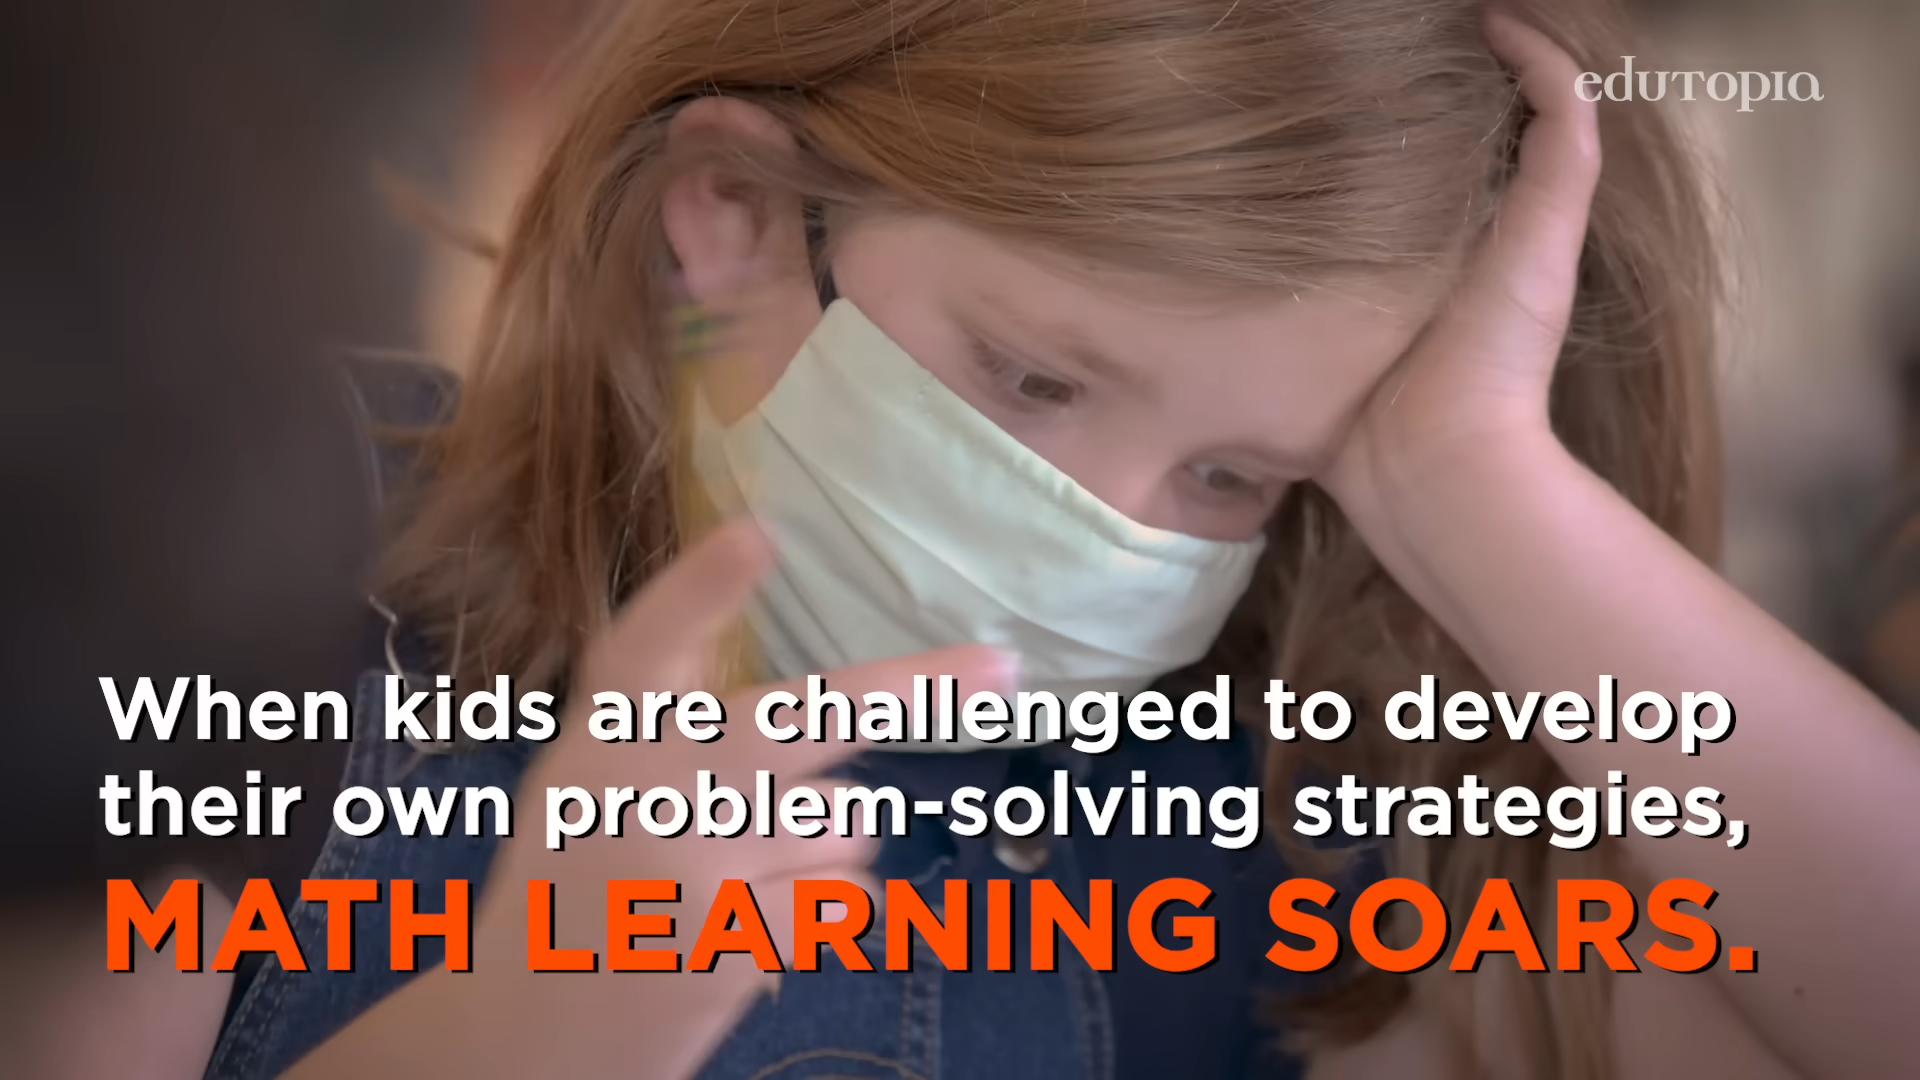 edutopia
When kids are challenged to develop
their own problem-solving strategies,
MATH LEARNING SOARS.